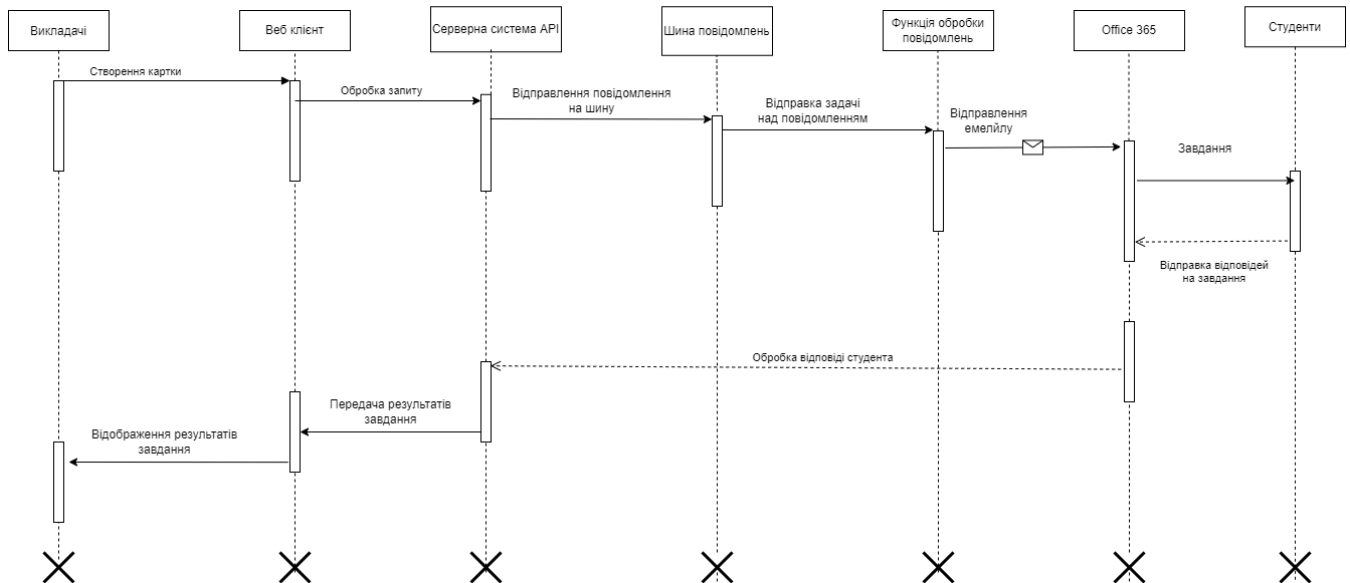 Викладачі
Веб клієнт
Серверна система API
Шина повідомлень
Функція обробки
повідомлень
Office 365
Студенти
Створення картки
Обробка запиту
Відправлення повідомлення
на шину
Відправка задачі
над повідомленням
Відправлення
емелйлу
Завдання
Відправка відповідей
на завдання
Обробка відповіді студента
Передача результатів
завдання
Відображення результатів
завдання